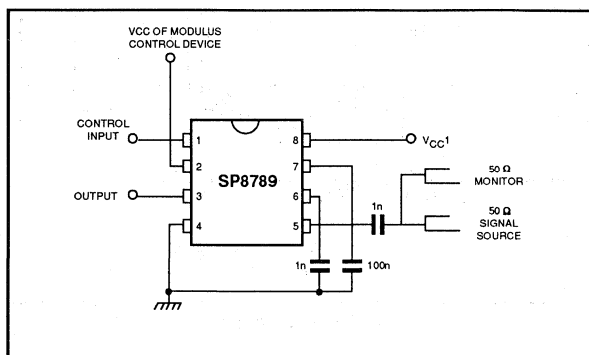 VCC OF MODULUS
CONTROL DEVICE
CONTROL
INPUT
OUTPUT
1
2
3
4
SP8789
8
7
6
5
VCC1
1n
1n
100n
50 Ω
MONITOR
50 Ω
SIGNAL
SOURCE